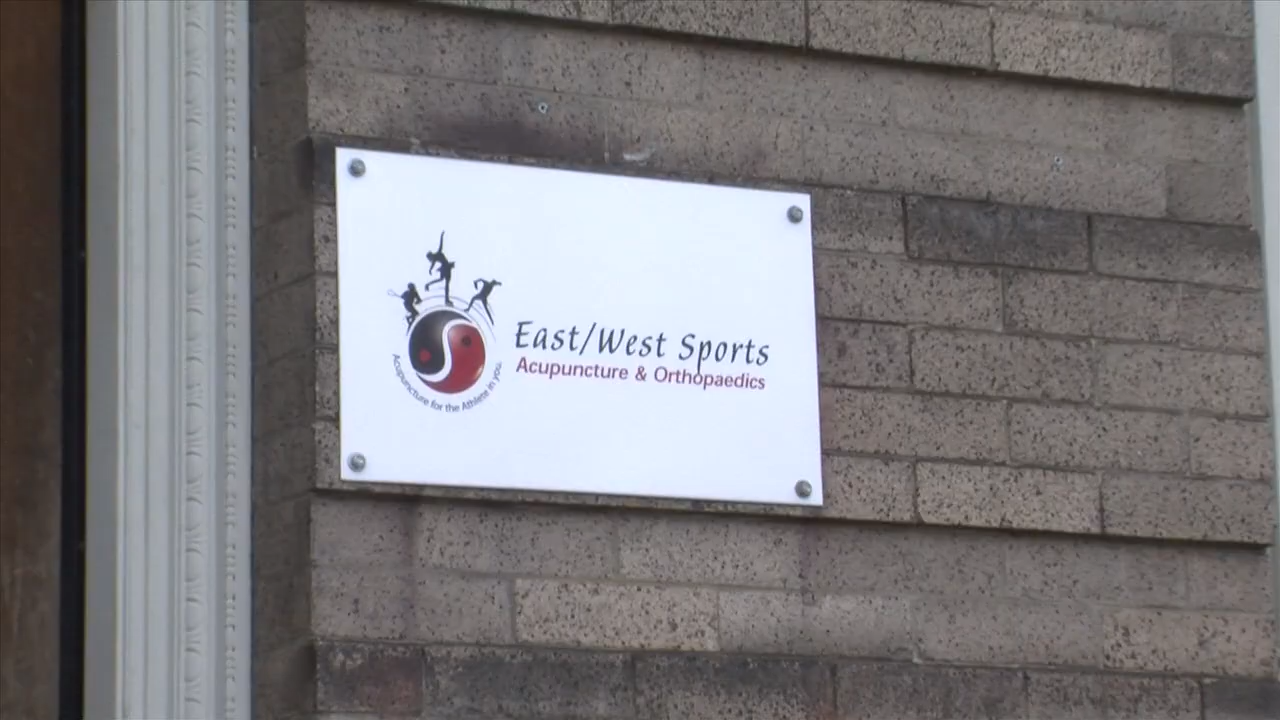 East/West Sports
Acupuncture & Orthopaedics
Acupuncture for the Athlete in you.